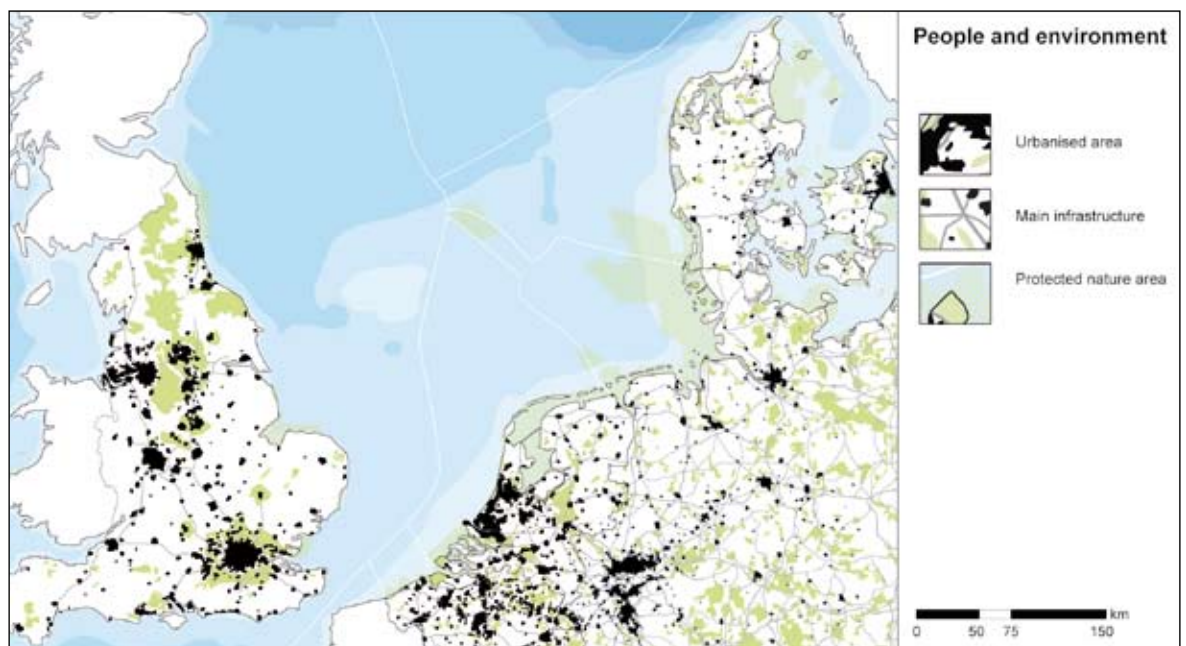 People and environment
Urbanised area
Main infrastructure
Protected nature area
km
0 50 75 150